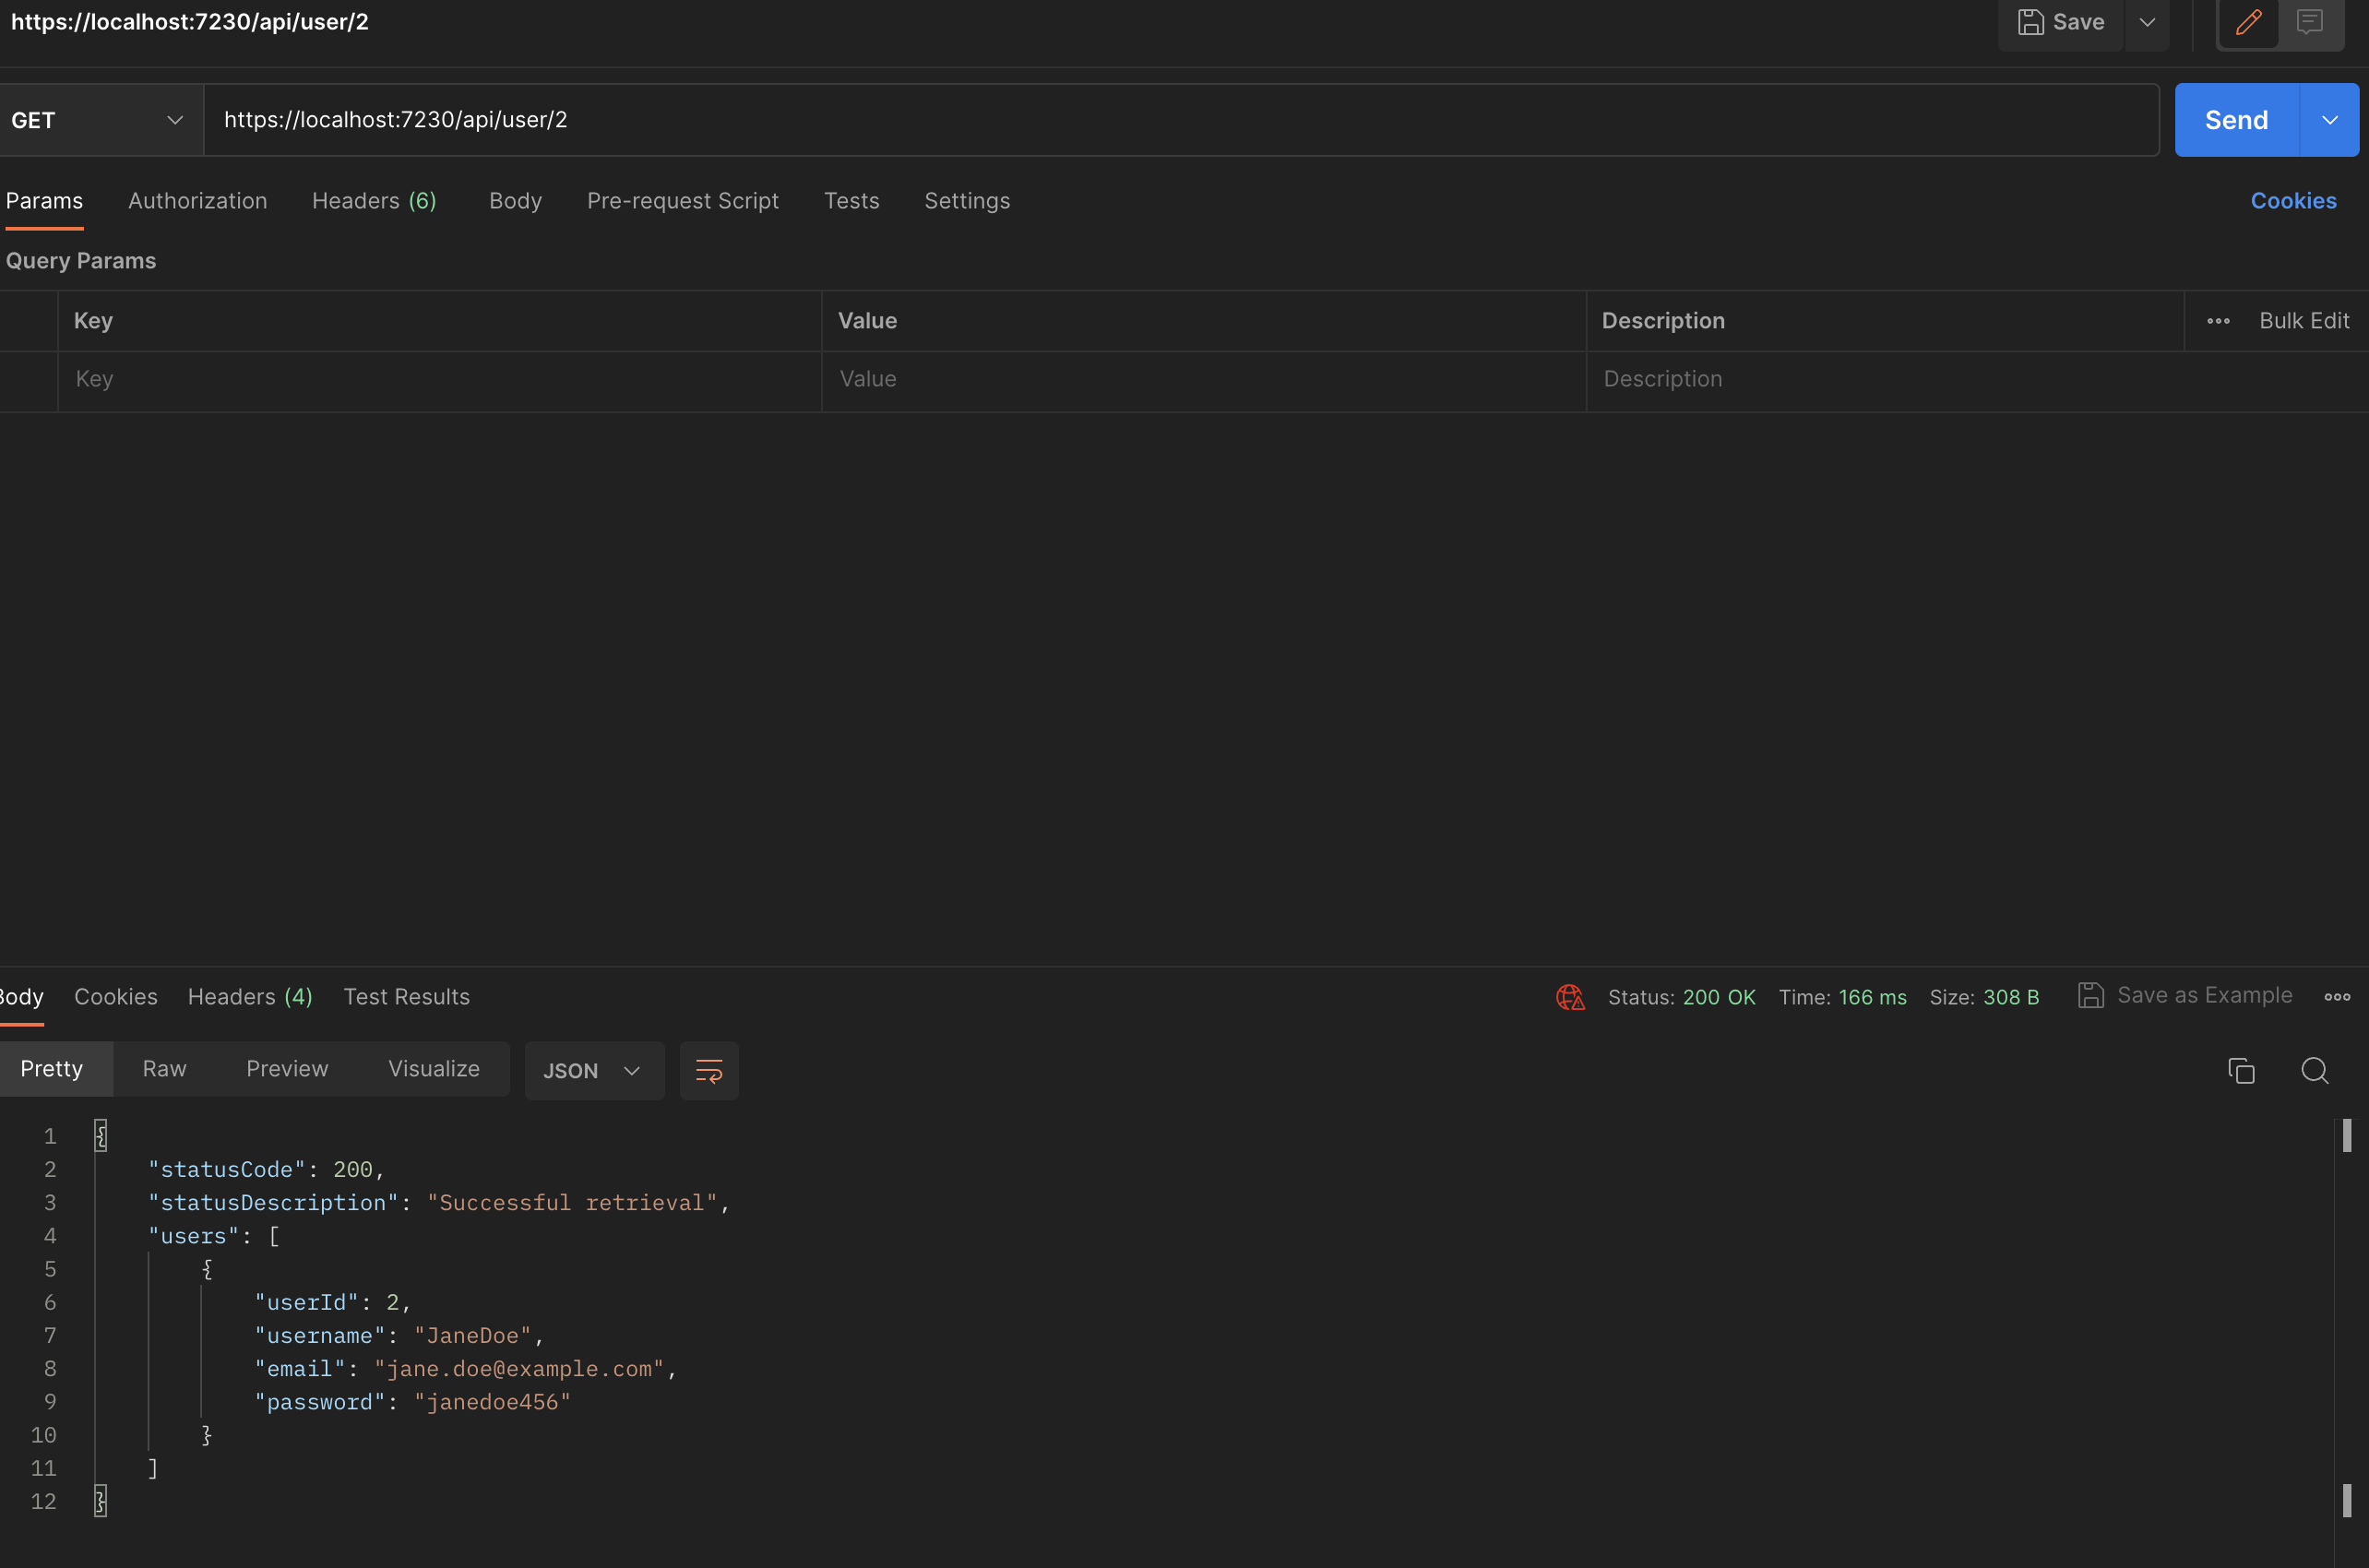 https://localhost:7230/api/user/2
Save
GET
https://localhost:7230/api/user/2
Send
Params Authorization Headers (6) Body Pre-request Script Tests Settings Cookies
Query Params
Key Value Description ooo Bulk Edit
Key Value Description
Body Cookies Headers (4) Test Results Status: 200 OK Time: 166 ms Size: 308 B Save as Example ooo
Pretty Raw Preview Visualize JSON
1 {
2 "statusCode": 200,
3 "statusDescription": "Successful retrieval",
4 "users": [
5 {
6 "userId": 2,
7 "username": "JaneDoe",
8 "email": "jane.doe@example.com",
9 "password": "janedoe456"
10 }
11 ]
12 }